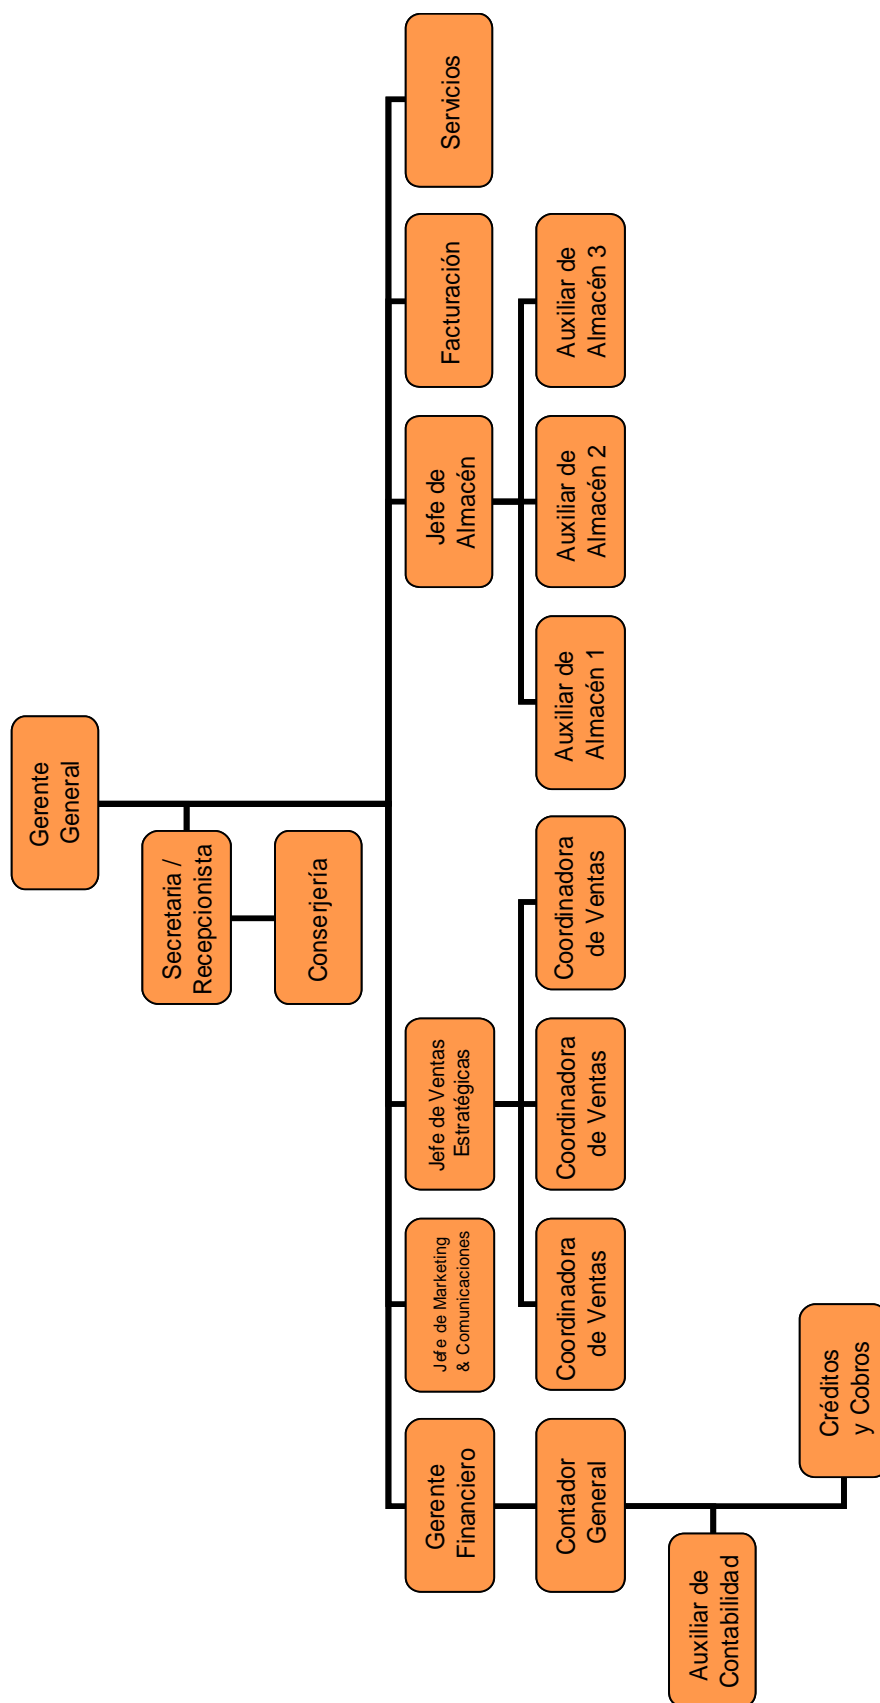 Gerente
General
Secretaria /
Recepcionista
Conserjería
Gerente
Financiero
Jefe de Marketing
& Comunicaciones
Jefe de Ventas
Estratégicas
Jefe de
Almacén
Facturación
Servicios
Contador
General
Coordinadora
de Ventas
Coordinadora
de Ventas
Coordinadora
de Ventas
Auxiliar de
Almacén 1
Auxiliar de
Almacén 2
Auxiliar de
Almacén 3
Auxiliar de
Contabilidad
Créditos
y Cobros